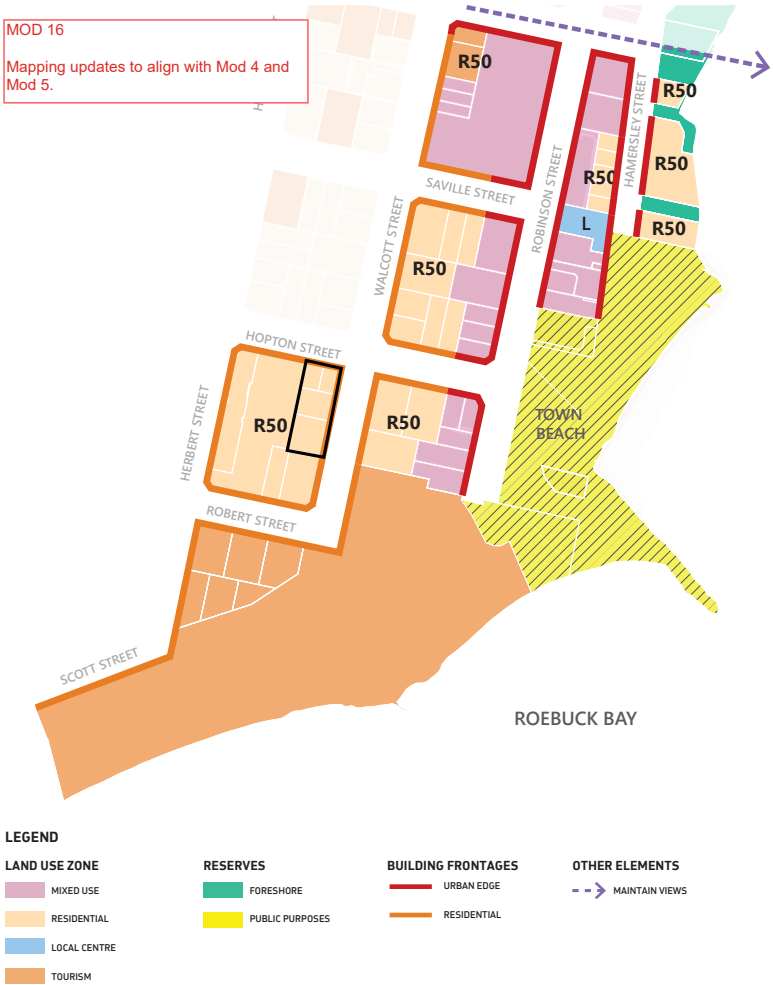 MOD 16
Mapping updates to align with Mod 4 and
Mod 5.
H
R50
R50
HAMERSLEY STREET
R50
R50
SAVILLE STREET
ROBINSON STREET
WALCOTT STREET
L
R50
R50
HOPTON STREET
HERBERT STREET
R50
R50
TOWN
BEACH
ROBERT STREET
SCOTT STREET
ROEBUCK BAY
LEGEND
LAND USE ZONE
MIXED USE
RESIDENTIAL
LOCAL CENTRE
TOURISM
RESERVES
FORESHORE
PUBLIC PURPOSES
BUILDING FRONTAGES
URBAN EDGE
RESIDENTIAL
OTHER ELEMENTS
MAINTAIN VIEWS